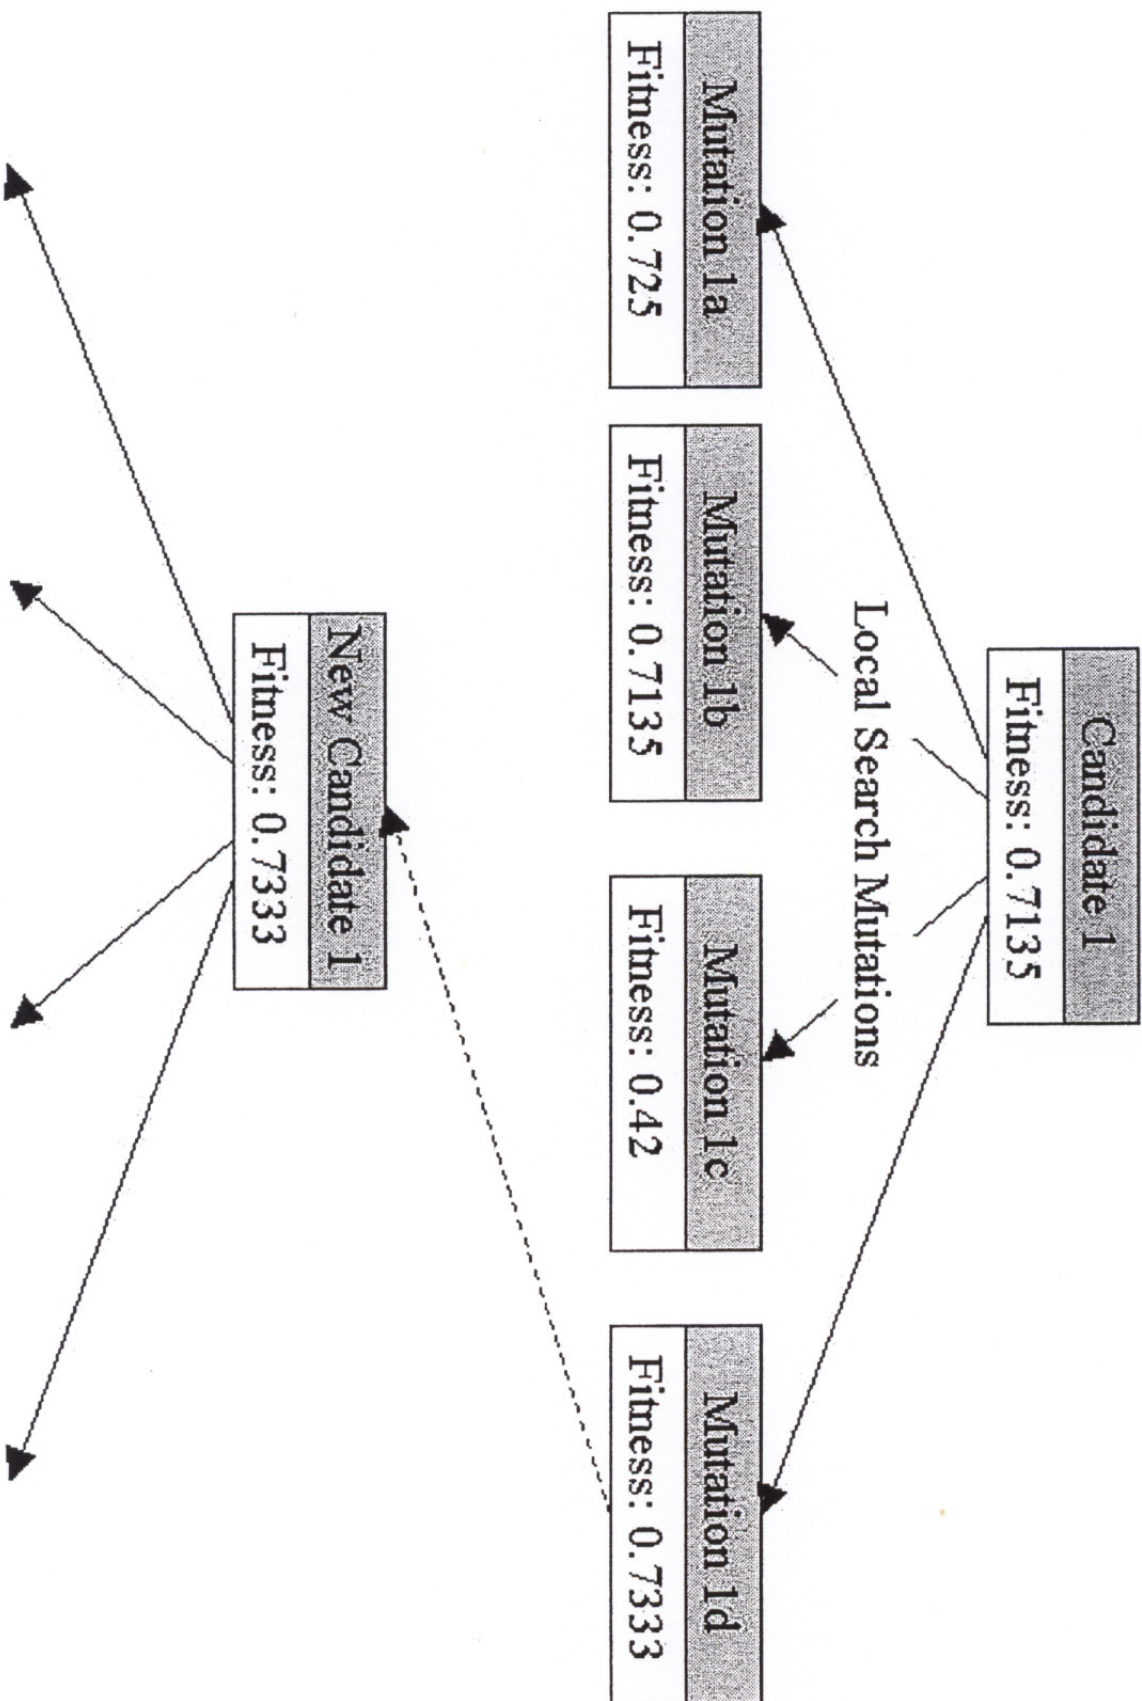 Candidate 1
Fitness: 0.7135
Local Search Mutations
Mutation 1a
Fitness: 0.725
Mutation 1b
Fitness: 0.7135
Mutation 1c
Fitness: 0.42
Mutation 1d
Fitness: 0.7333
New Candidate 1
Fitness: 0.7333